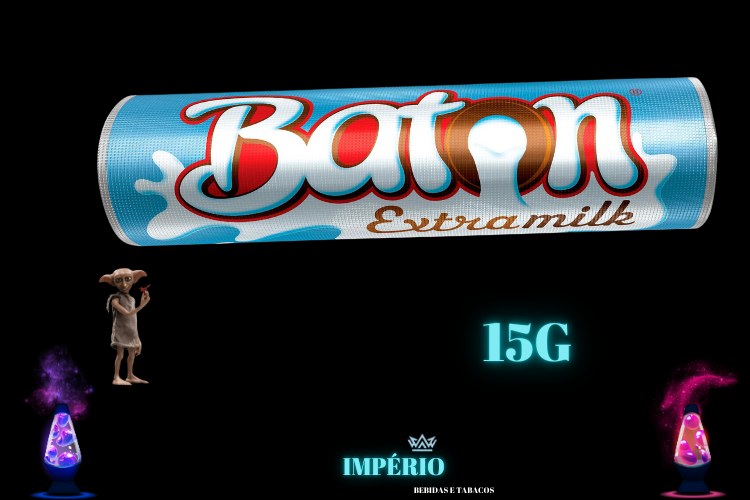 Baton®
Extramilk
15G
IMPÉRIO
BEBIDAS E TABACOS